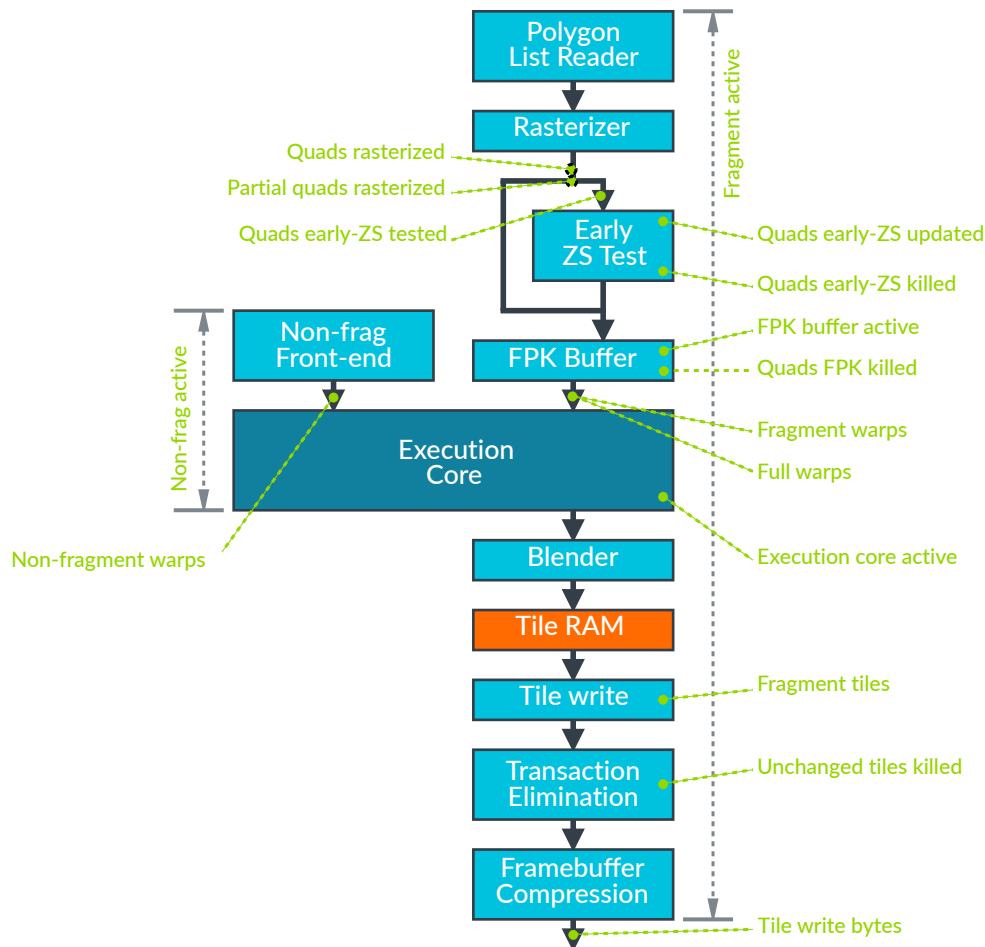 Polygon
List Reader
Fragment active
Rasterizer
Quads rasterized
Partial quads rasterized
Quads early-ZS tested
Early
ZS Test
Quads early-ZS updated
Quads early-ZS killed
Non-frag active
Non-frag
Front-end
FPK Buffer
FPK buffer active
Quads FPK killed
Execution
Core
Fragment warps
Full warps
Non-fragment warps
Execution core active
Blender
Tile RAM
Tile write
Fragment tiles
Transaction
Elimination
Unchanged tiles killed
Framebuffer
Compression
Tile write bytes